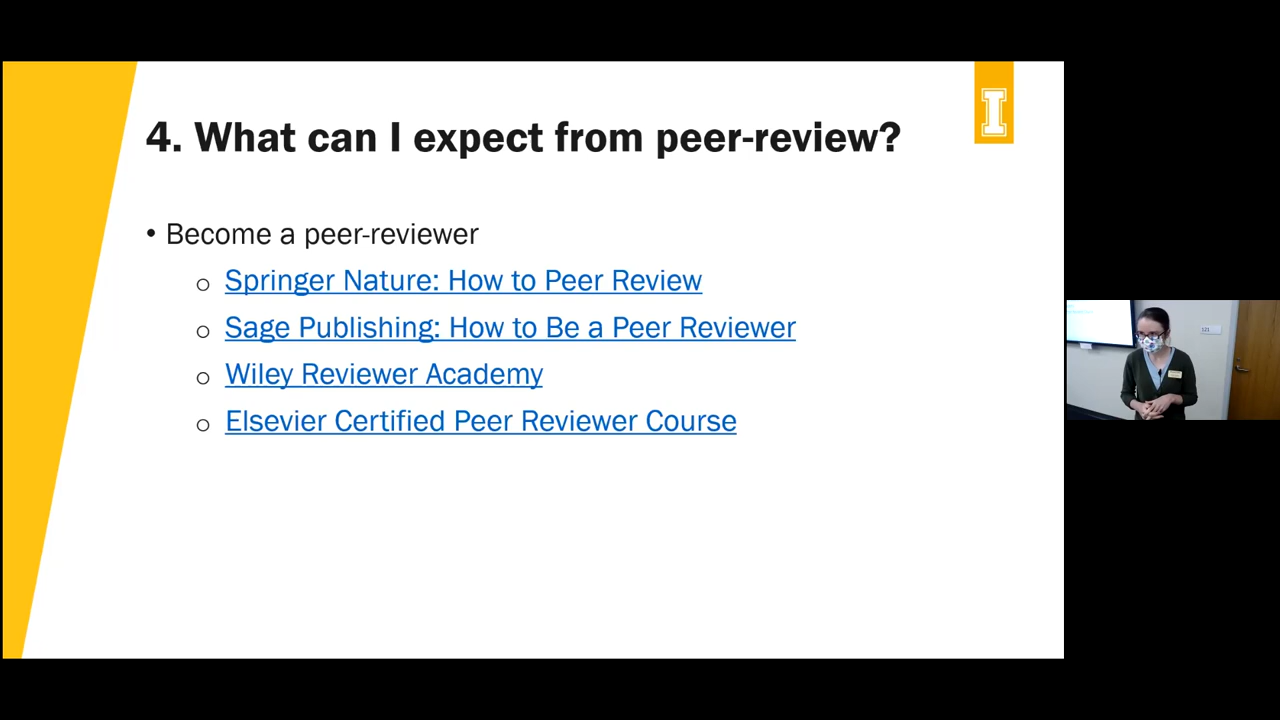 4. What can I expect from peer-review?
I
• Become a peer-reviewer
o Springer Nature: How to Peer Review
o Sage Publishing: How to Be a Peer Reviewer
o Wiley Reviewer Academy
o Elsevier Certified Peer Reviewer Course